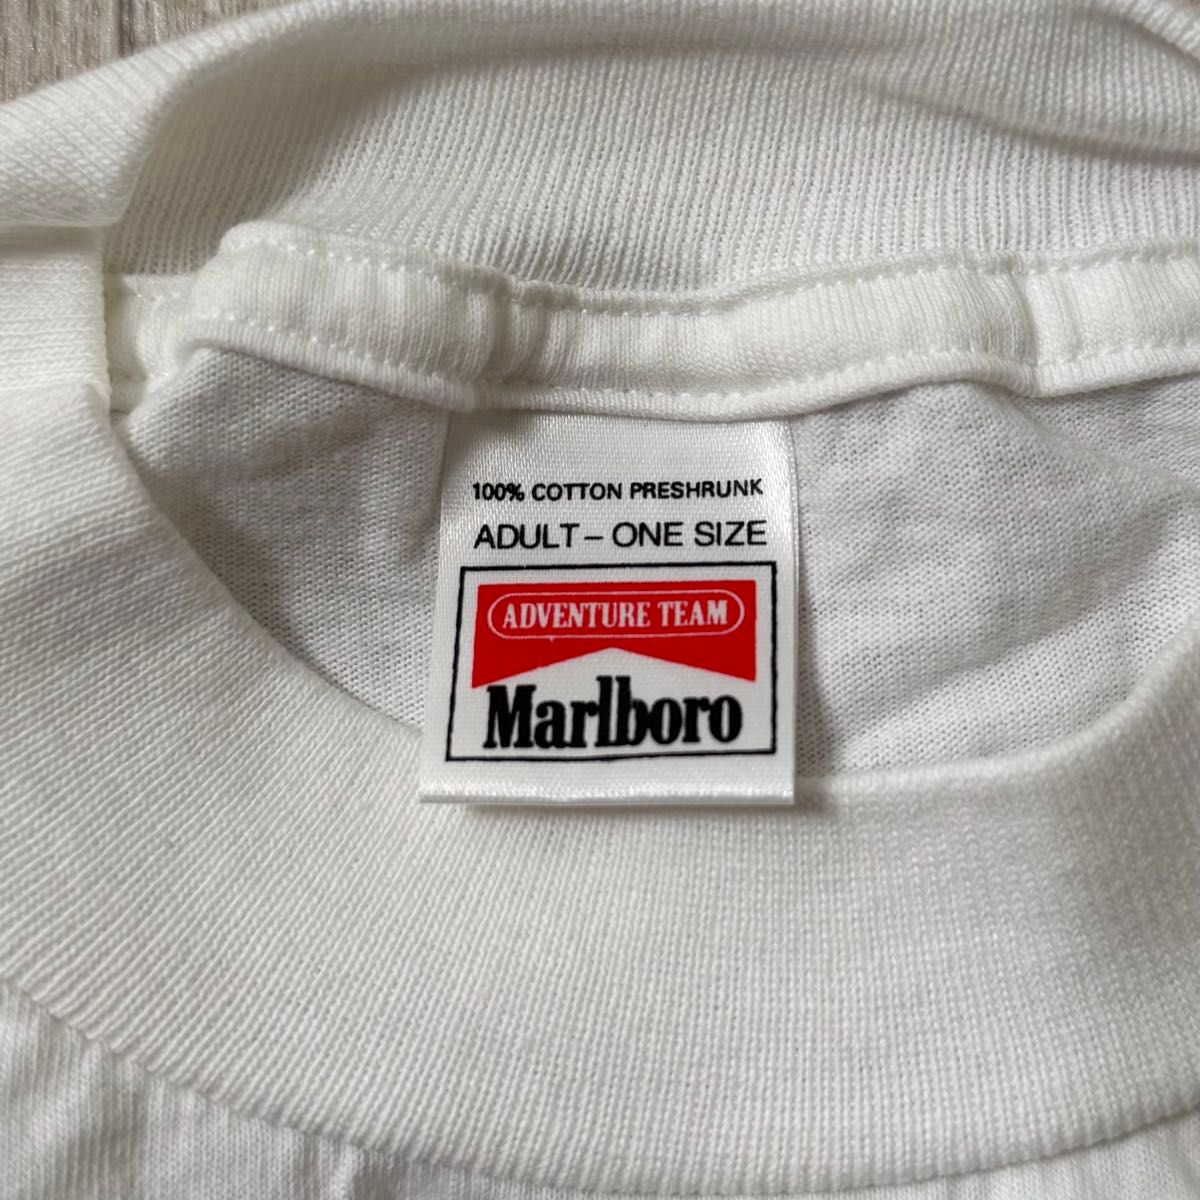 100% COTTON PRESHRUNK
ADULT – ONE SIZE
ADVENTURE TEAM
Marlboro